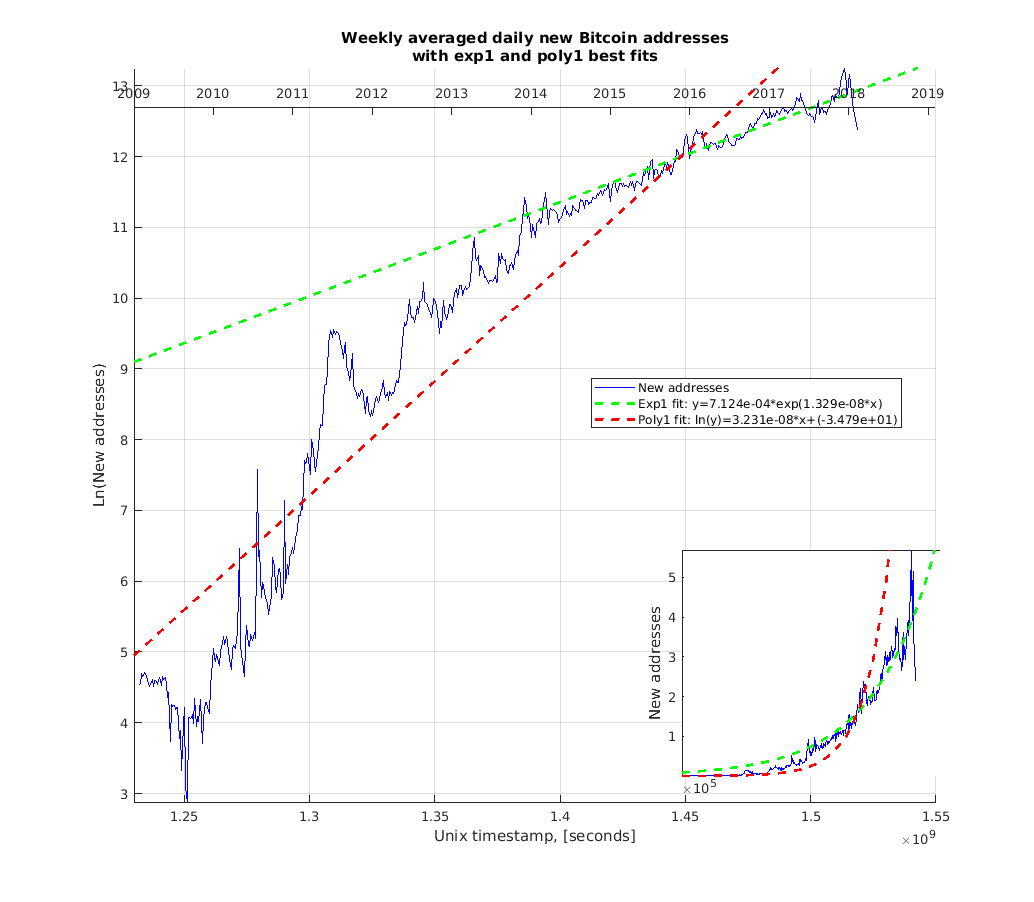 Weekly averaged daily new Bitcoin addresses
with exp1 and poly1 best fits
13
2009 2010 2011 2012 2013 2014 2015 2016 2017 2018 2019
12
11
10
9
8
7
6
5
4
3
Ln(New addresses)
New addresses
Exp1 fit: y=7.124e-04*exp(1.329e-08*x)
Poly1 fit: ln(y)=3.231e-08*x+(-3.479e+01)
5
4
3
2
1
New addresses
×10^5
1.25 1.3 1.35 1.4 1.45 1.5 1.55
Unix timestamp, [seconds]
×10^9